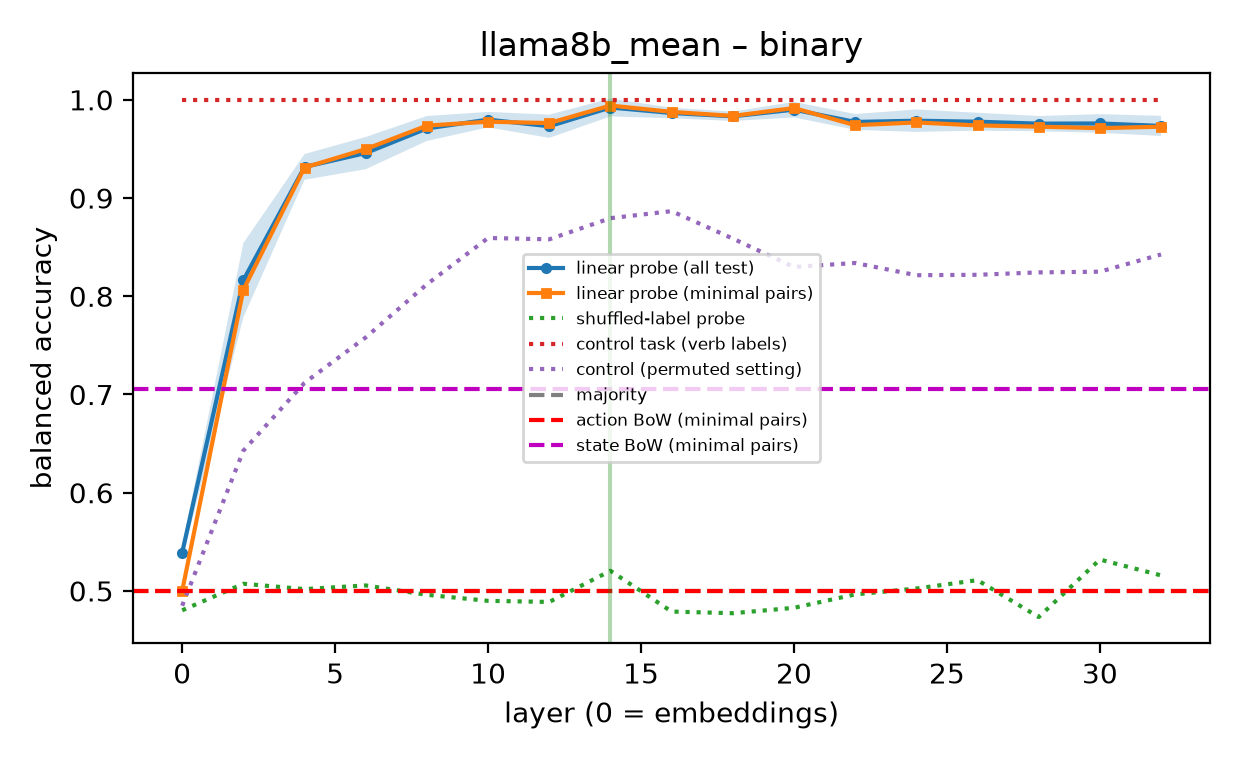 llama8b_mean – binary
balanced accuracy
1.0
0.9
0.8
0.7
0.6
0.5
linear probe (all test)
linear probe (minimal pairs)
shuffled-label probe
control task (verb labels)
control (permuted setting)
majority
action BoW (minimal pairs)
state BoW (minimal pairs)
0 5 10 15 20 25 30
layer (0 = embeddings)